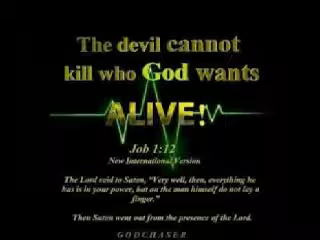 The devil cannot
kill who God wants
ALIVE!
Job 1:12
New International Version
The Lord said to Satan, "Very well, then, everything he
has is in your power, but on the man himself do not lay a
finger."
Then Satan went out from the presence of the Lord.
GODCHASER